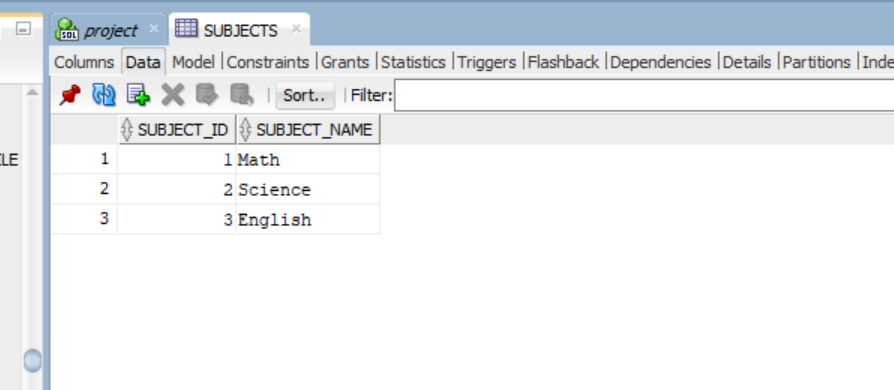 project SUBJECTS
Columns Data Model Constraints Grants Statistics Triggers Flashback Dependencies Details Partitions Inde
Sort.. Filter:
SUBJECT_ID SUBJECT_NAME
1 1 Math
2 2 Science
3 3 English
LE